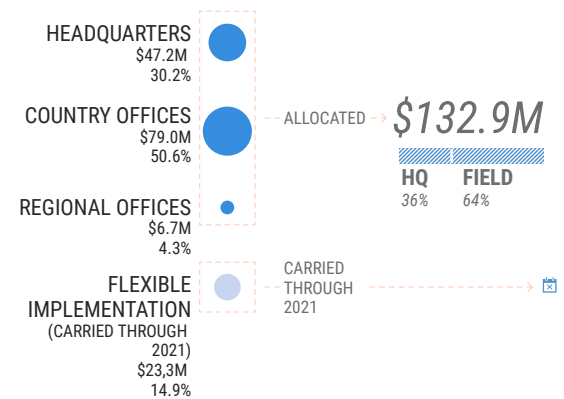 HEADQUARTERS
$47.2M
30.2%
COUNTRY OFFICES
$79.0M
50.6%
REGIONAL OFFICES
$6.7M
4.3%
FLEXIBLE
IMPLEMENTATION
(CARRIED THROUGH
2021)
$23,3M
14.9%
ALLOCATED
$132.9M
HQ FIELD
36% 64%
CARRIED
THROUGH
2021